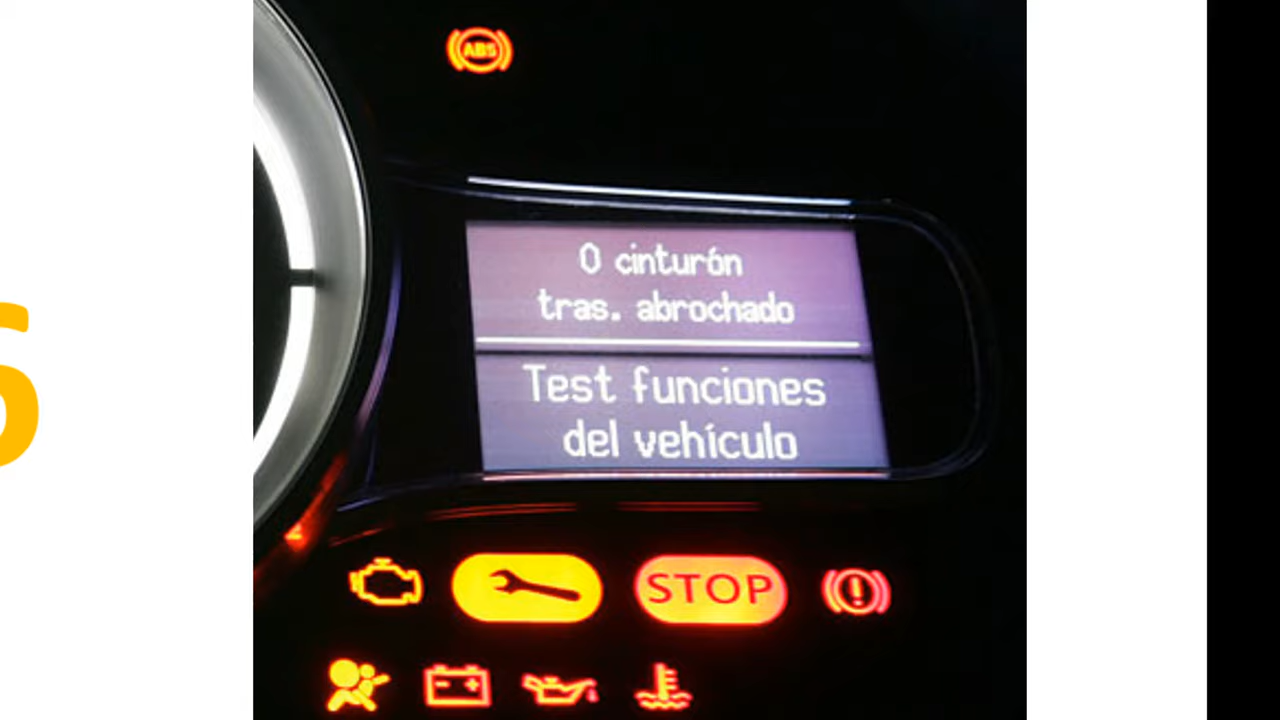 ABS
0 cinturón
tras. abrochado
Test funciones
del vehículo
STOP